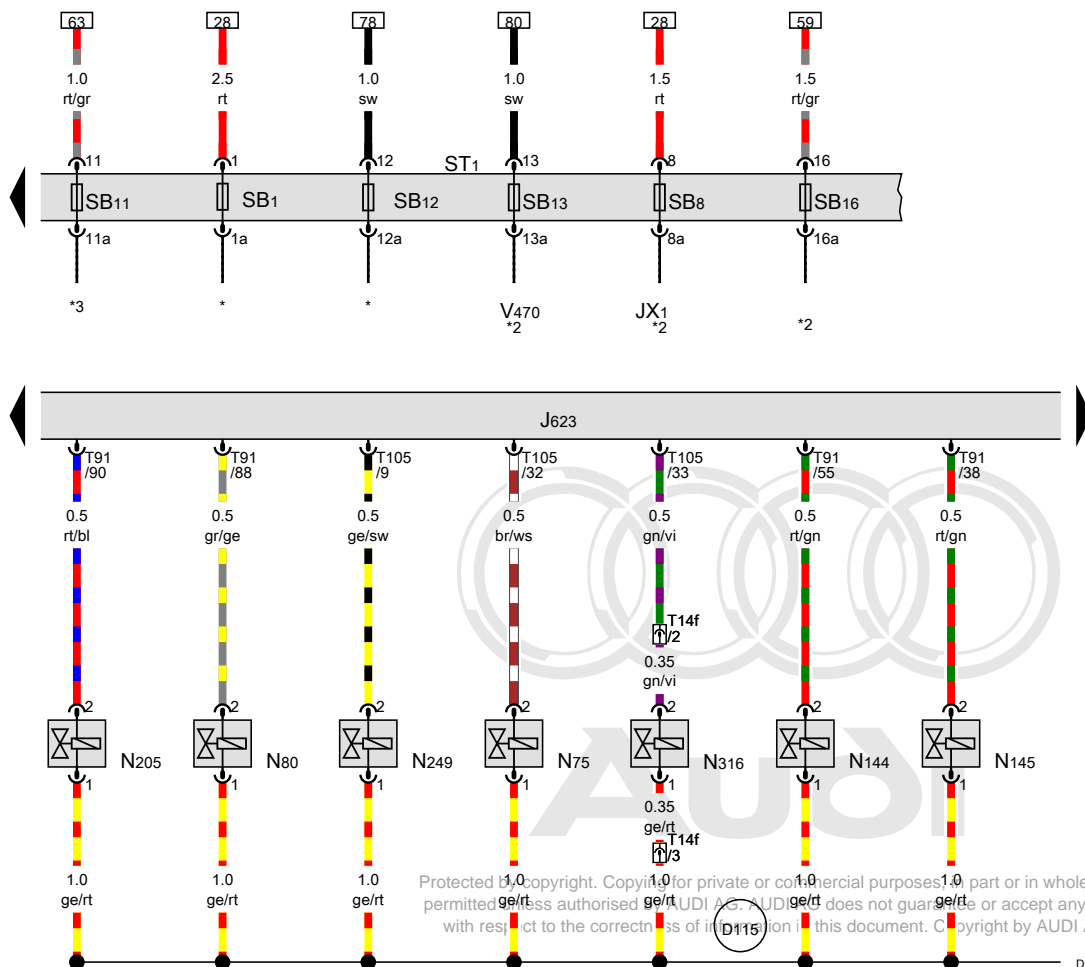 63 28 78 80 28 59
1.0 2.5 1.0 1.0 1.5 1.5
rt/gr rt sw sw rt rt/gr
11 1 12 ST1 13 8 16
SB11 SB1 SB12 SB13 SB8 SB16
11a 1a 12a 13a 8a 16a
*3 * * V470 JX1
*2 *2 *2
J623
T91 T91 T105 T105 T105 T91 T91
/90 /88 /9 /32 /33 /55 /38
0.5 0.5 0.5 0.5 0.5 0.5 0.5
rt/bl gr/ge ge/sw br/ws gn/vi rt/gn rt/gn
T14f
/2
0.35
gn/vi
2 2 2 2 2 2 2
N205 N80 N249 N75 N316 N144 N145
1 1 1 1 1 1 1
0.35
ge/rt
T14f
/3
Audi
1.0 1.0 1.0 1.0 1.0 1.0 1.0
ge/rt ge/rt ge/rt ge/rt ge/rt ge/rt ge/rt
Protected by copyright. Copying for private or commercial purposes, in part or in whole
permitted unless authorised by AUDI AG. AUDI AG does not guarantee or accept any
with respect to the correctness of information in this document. Copyright by AUDI
D115
D